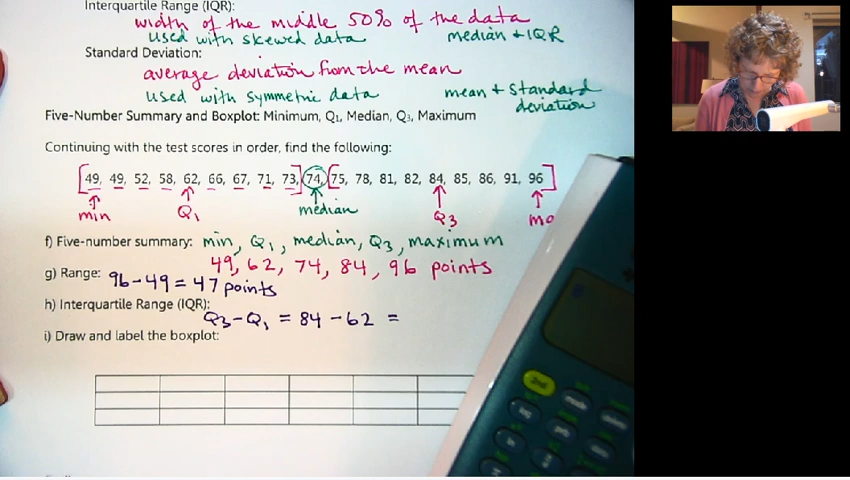 Interquartile Range (IQR):
width of the middle 50% of the data
used with skewed data median + IQR
Standard Deviation:
average deviation from the mean
used with symmetric data mean + standard deviation
Five-Number Summary and Boxplot: Minimum, Q₁, Median, Q₃, Maximum
Continuing with the test scores in order, find the following:
[49, 49, 52, 58, 62, 66, 67, 71, 73,] 74, [75, 78, 81, 82, 84, 85, 86, 91, 96]
min Q₁ median Q₃
f) Five-number summary: min, Q₁, median, Q₃, maximum
49, 62, 74, 84, 96 points
g) Range: 96-49 = 47 points
h) Interquartile Range (IQR):
Q₃-Q₁ = 84-62 =
i) Draw and label the boxplot:
2nd
mode